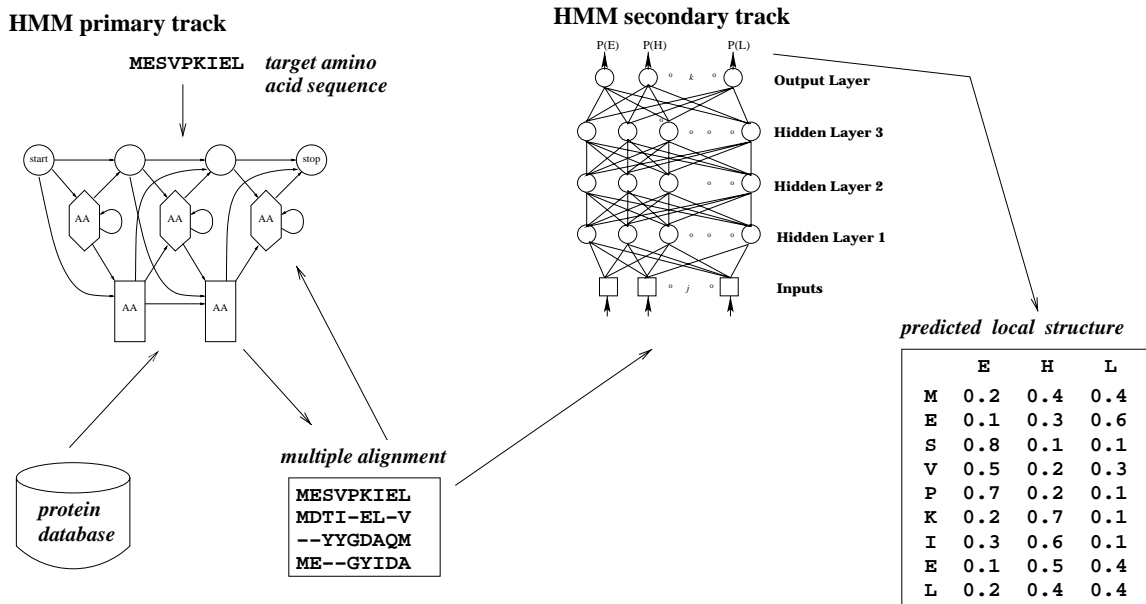 HMM primary track
MESVPKIEL target amino
acid sequence
start
stop
AA
AA
AA
AA
AA
protein
database
multiple alignment
MESVPKIEL
MDTI-EL-V
--YYGDAQM
ME--GYIDA
HMM secondary track
P(E) P(H) P(L)
o k o Output Layer
o o o o Hidden Layer 3
o o o Hidden Layer 2
o o o Hidden Layer 1
o j o Inputs
predicted local structure
E H L
M 0.2 0.4 0.4
E 0.1 0.3 0.6
S 0.8 0.1 0.1
V 0.5 0.2 0.3
P 0.7 0.2 0.1
K 0.2 0.7 0.1
I 0.3 0.6 0.1
E 0.1 0.5 0.4
L 0.2 0.4 0.4